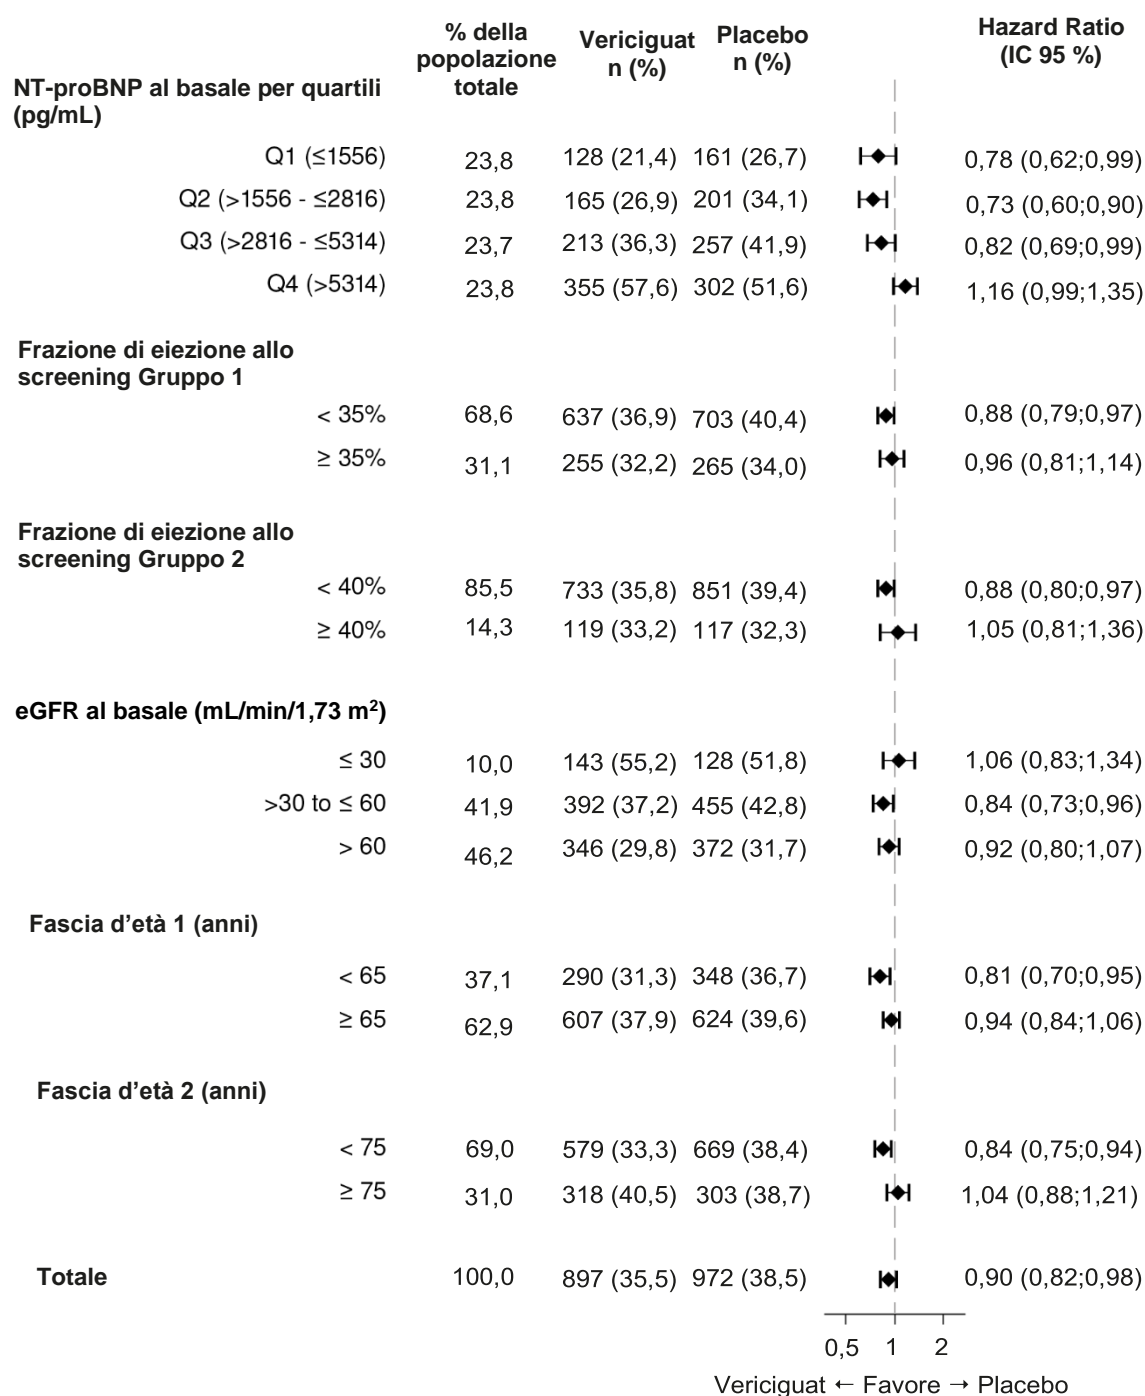 % della popolazione totale Vericiguat n (%) Placebo n (%) Hazard Ratio (IC 95 %)
NT-proBNP al basale per quartili
(pg/mL)
Q1 (≤1556) 23,8 128 (21,4) 161 (26,7) 0,78 (0,62;0,99)
Q2 (>1556 - ≤2816) 23,8 165 (26,9) 201 (34,1) 0,73 (0,60;0,90)
Q3 (>2816 - ≤5314) 23,7 213 (36,3) 257 (41,9) 0,82 (0,69;0,99)
Q4 (>5314) 23,8 355 (57,6) 302 (51,6) 1,16 (0,99;1,35)
Frazione di eiezione allo
screening Gruppo 1
< 35% 68,6 637 (36,9) 703 (40,4) 0,88 (0,79;0,97)
≥ 35% 31,1 255 (32,2) 265 (34,0) 0,96 (0,81;1,14)
Frazione di eiezione allo
screening Gruppo 2
< 40% 85,5 733 (35,8) 851 (39,4) 0,88 (0,80;0,97)
≥ 40% 14,3 119 (33,2) 117 (32,3) 1,05 (0,81;1,36)
eGFR al basale (mL/min/1,73 m²)
≤ 30 10,0 143 (55,2) 128 (51,8) 1,06 (0,83;1,34)
>30 to ≤ 60 41,9 392 (37,2) 455 (42,8) 0,84 (0,73;0,96)
> 60 46,2 346 (29,8) 372 (31,7) 0,92 (0,80;1,07)
Fascia d'età 1 (anni)
< 65 37,1 290 (31,3) 348 (36,7) 0,81 (0,70;0,95)
≥ 65 62,9 607 (37,9) 624 (39,6) 0,94 (0,84;1,06)
Fascia d'età 2 (anni)
< 75 69,0 579 (33,3) 669 (38,4) 0,84 (0,75;0,94)
≥ 75 31,0 318 (40,5) 303 (38,7) 1,04 (0,88;1,21)
Totale 100,0 897 (35,5) 972 (38,5) 0,90 (0,82;0,98)
0,5 1 2
Vericiguat ← Favore → Placebo